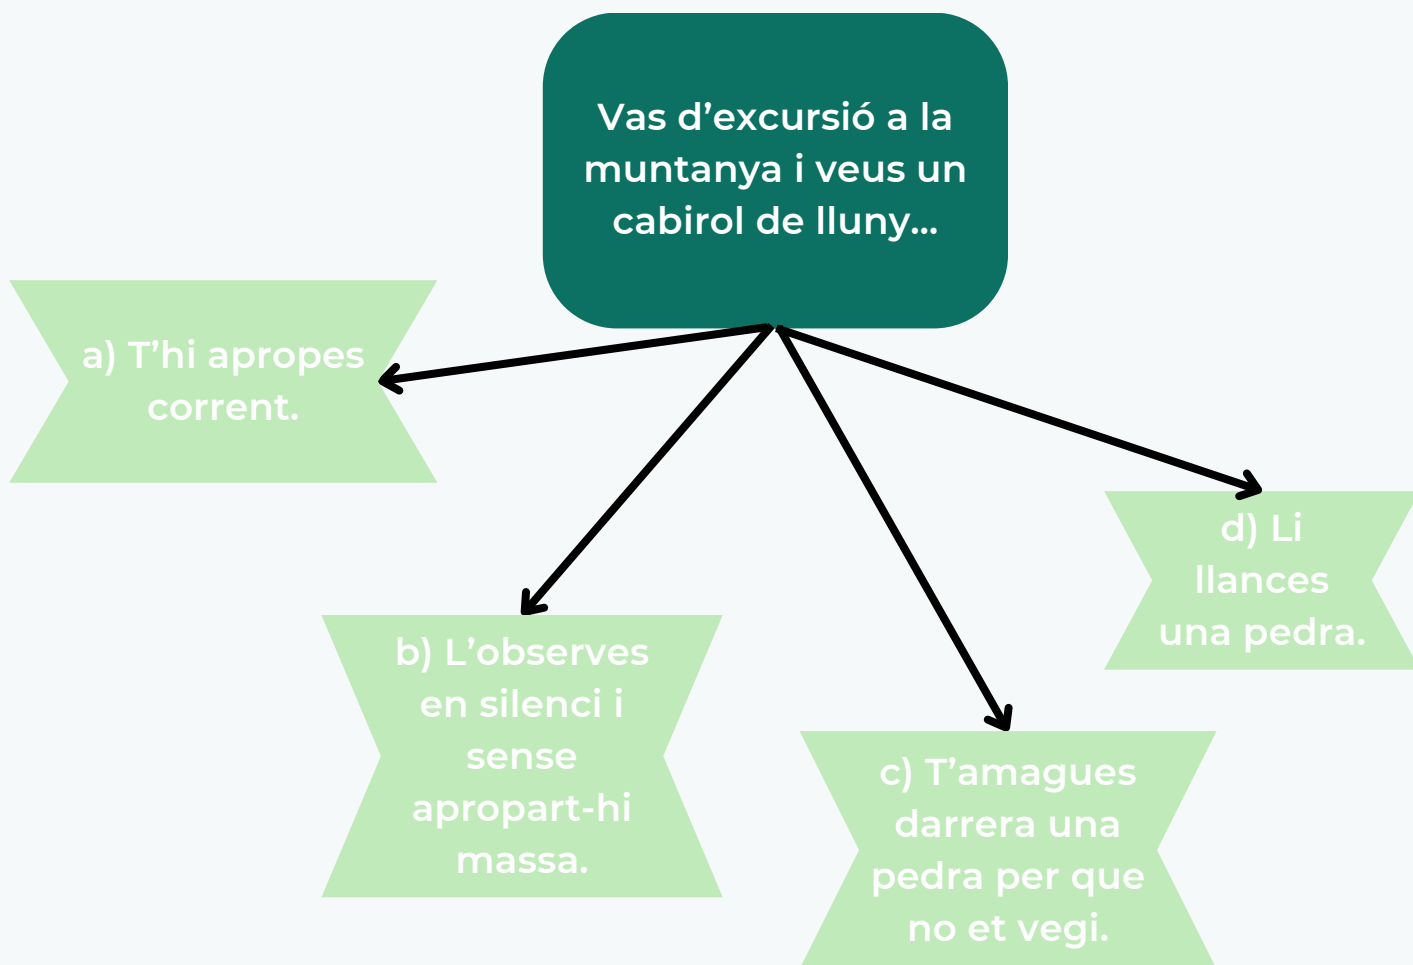 Vas d’excursió a la
muntanya i veus un
cabirol de lluny...
a) T’hi apropes
corrent.
b) L’observes
en silenci i
sense
apropart-hi
massa.
c) T’amagues
darrera una
pedra per que
no et vegi.
d) Li
llances
una pedra.